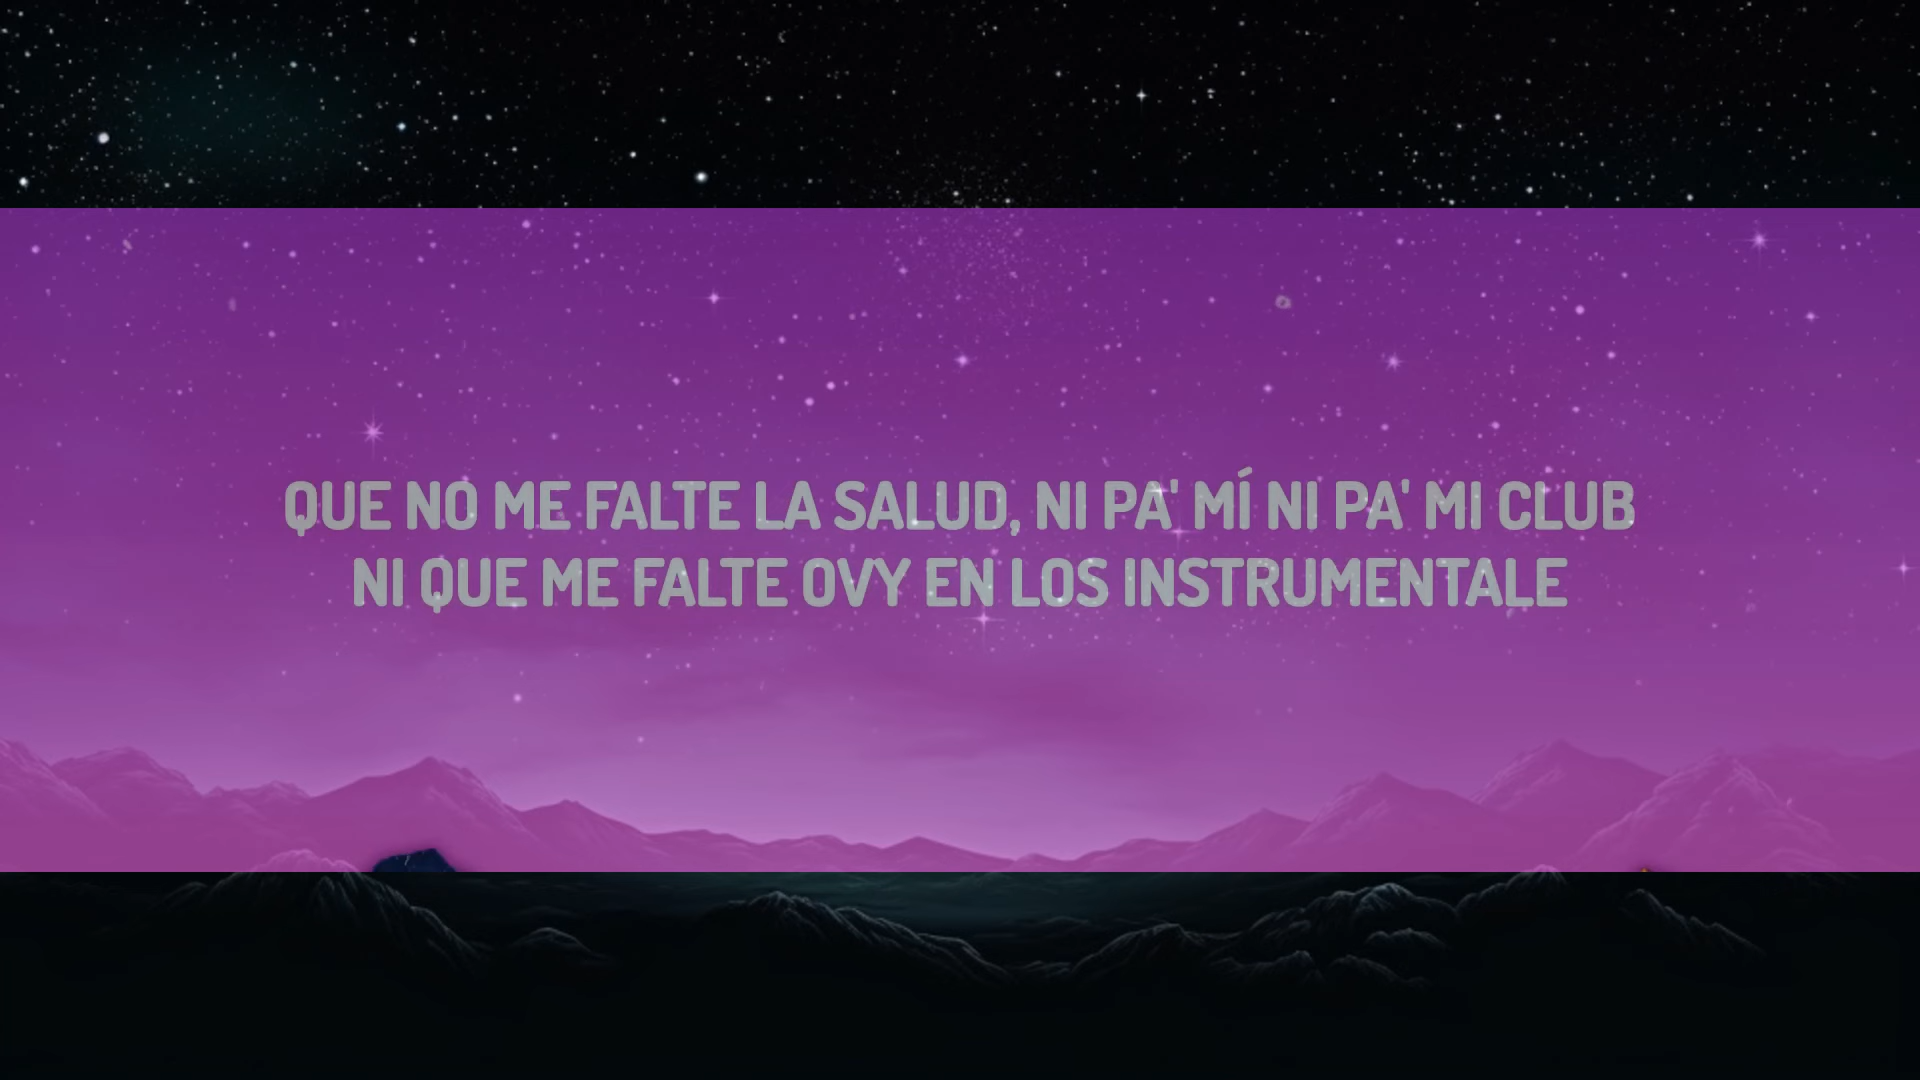 QUE NO ME FALTE LA SALUD, NI PA' MÍ NI PA' MI CLUB
NI QUE ME FALTE OVY EN LOS INSTRUMENTALE